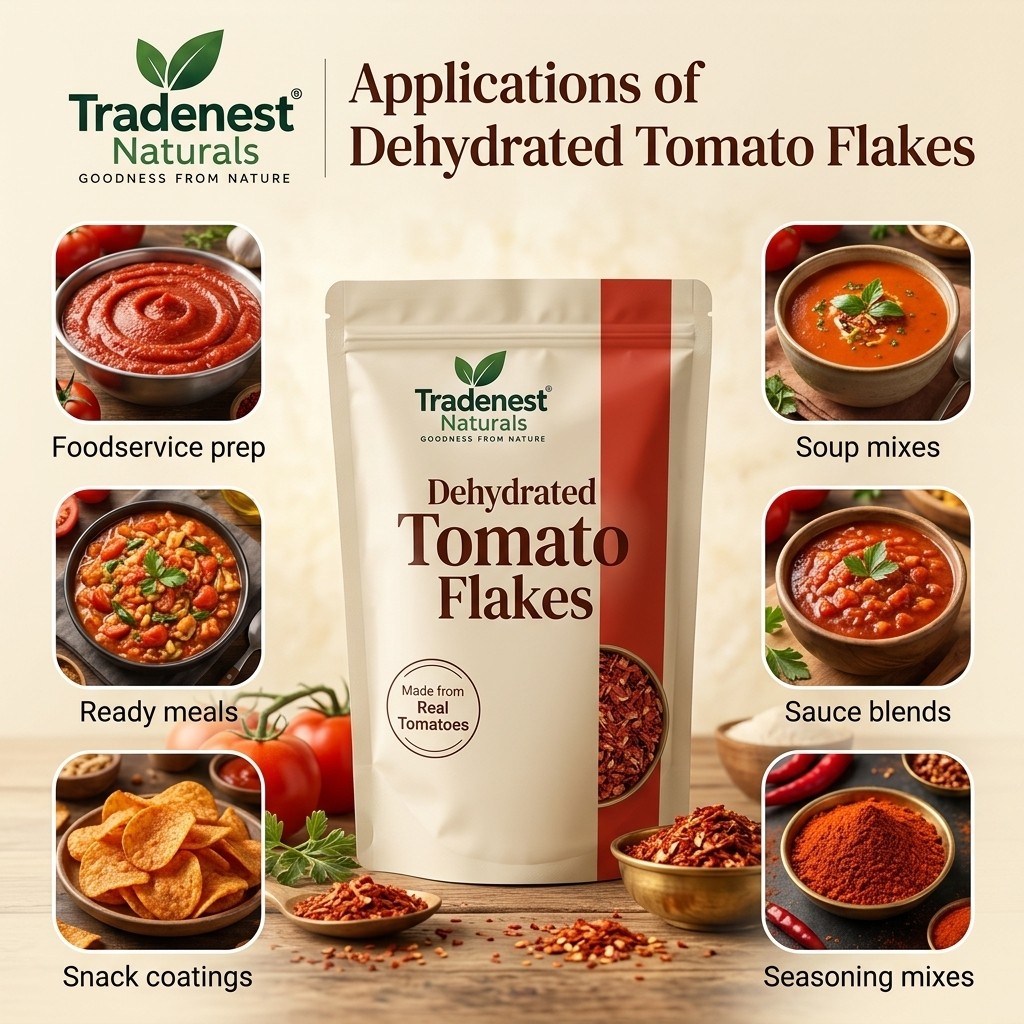 Tradenest®
Naturals
GOODNESS FROM NATURE
Applications of
Dehydrated Tomato Flakes
Foodservice prep
Ready meals
Snack coatings
Tradenest®
Naturals
GOODNESS FROM NATURE
Dehydrated
Tomato
Flakes
Made from
Real
Tomatoes
Soup mixes
Sauce blends
Seasoning mixes